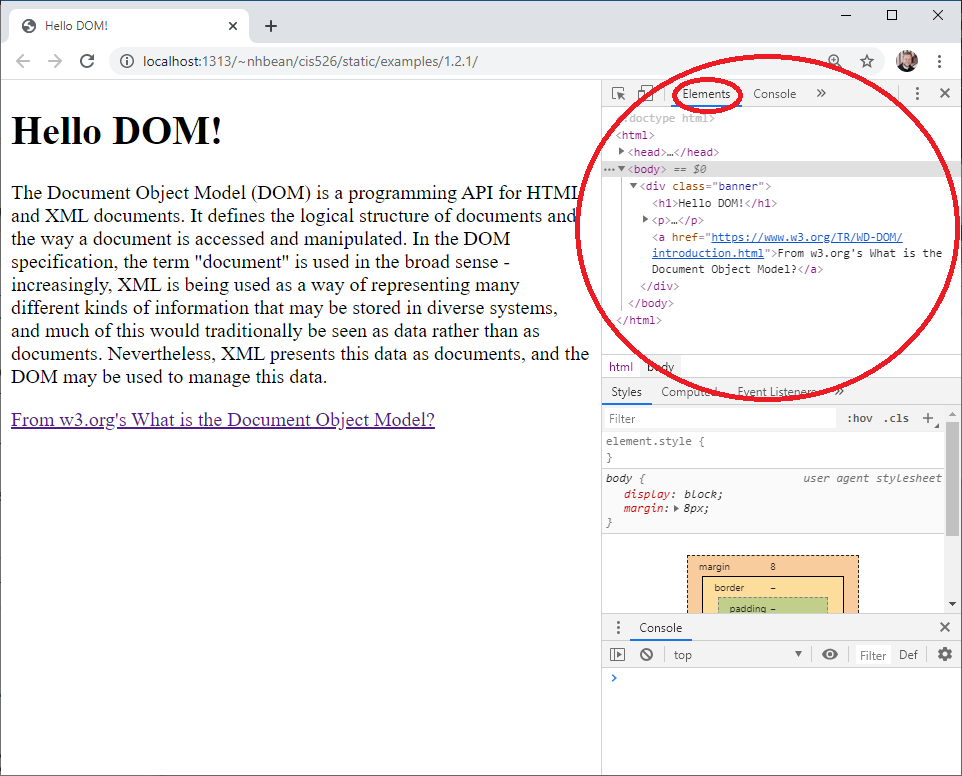 Hello DOM!
localhost:1313/~nhbean/cis526/static/examples/1.2.1/
Hello DOM!
The Document Object Model (DOM) is a programming API for HTML
and XML documents. It defines the logical structure of documents and
the way a document is accessed and manipulated. In the DOM
specification, the term "document" is used in the broad sense -
increasingly, XML is being used as a way of representing many
different kinds of information that may be stored in diverse systems,
and much of this would traditionally be seen as data rather than as
documents. Nevertheless, XML presents this data as documents, and the
DOM may be used to manage this data.
From w3.org's What is the Document Object Model?
Elements Console »
<!doctype html>
<html>
<head>…</head>
<body> == $0
<div class="banner">
<h1>Hello DOM!</h1>
<p>…</p>
<a href="https://www.w3.org/TR/WD-DOM/
introduction.html">From w3.org's What is the
Document Object Model?</a>
</div>
</body>
</html>
html body
Styles Computed Event Listeners »
Filter :hov .cls +
element.style {
}
body { user agent stylesheet
display: block;
margin: 8px;
}
margin 8
border –
padding –
Console
top Filter Def
>